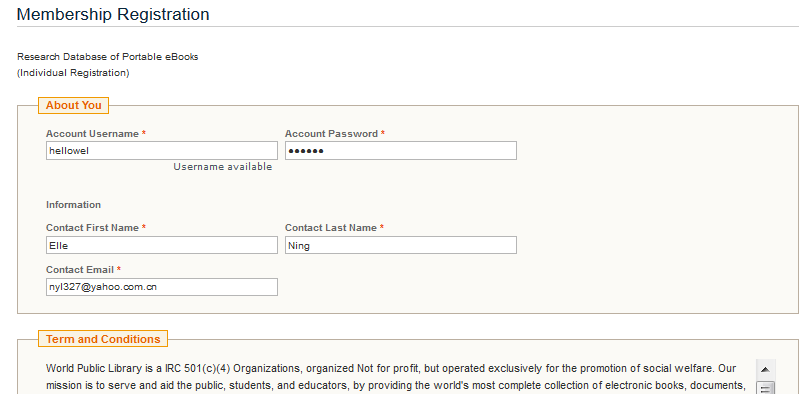 Membership Registration
Research Database of Portable eBooks
(Individual Registration)
About You
Account Username * Account Password *
hellowel ••••••
Username available
Information
Contact First Name * Contact Last Name *
Elle Ning
Contact Email *
nyl327@yahoo.com.cn
Term and Conditions
World Public Library is a IRC 501(c)(4) Organizations, organized Not for profit, but operated exclusively for the promotion of social welfare. Our
mission is to serve and aid the public, students, and educators, by providing the world's most complete collection of electronic books, documents,